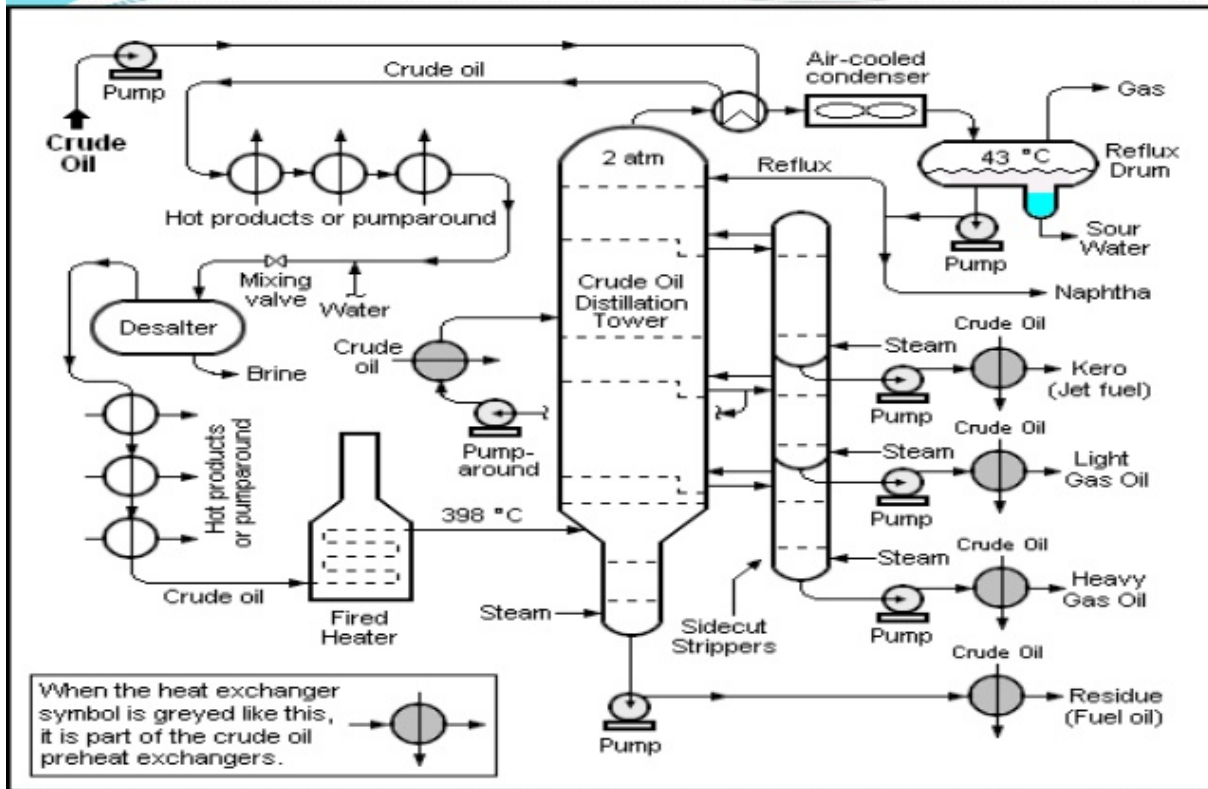 Pump
Crude
Oil
Crude oil
Air-cooled
condenser
Gas
2 atm
43 °C
Reflux
Drum
Reflux
Hot products or pumparound
Pump
Sour
Water
Mixing
valve
Water
Naphtha
Desalter
Brine
Crude Oil
Distillation
Tower
Crude
oil
Pump-
around
Steam
Crude Oil
Pump
Kero
(Jet fuel)
Steam
Crude Oil
Pump
Light
Gas Oil
Hot products
or pumparound
398 °C
Crude oil
Fired
Heater
Steam
Sidecut
Strippers
Steam
Crude Oil
Pump
Heavy
Gas Oil
Crude Oil
Pump
Residue
(Fuel oil)
When the heat exchanger
symbol is greyed like this,
it is part of the crude oil
preheat exchangers.